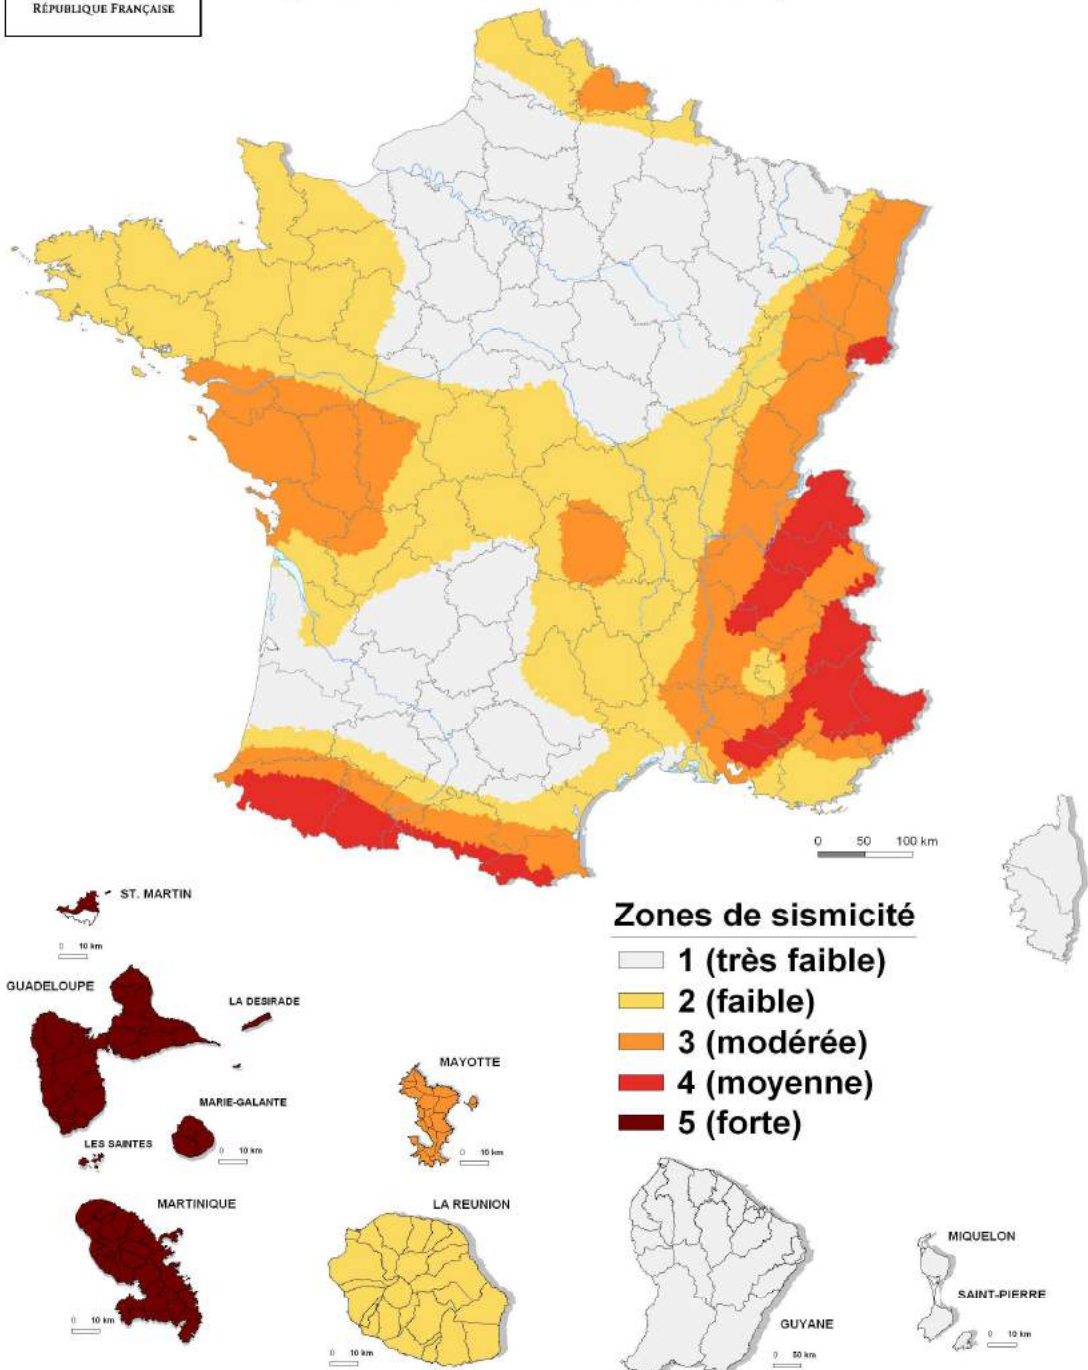 RÉPUBLIQUE FRANÇAISE
0 50 100 km
ST. MARTIN
0 10 km
GUADELOUPE
LA DESIRADE
MARIE-GALANTE
0 10 km
LES SAINTES
MAYOTTE
0 10 km
Zones de sismicité
1 (très faible)
2 (faible)
3 (modérée)
4 (moyenne)
5 (forte)
MARTINIQUE
0 10 km
LA REUNION
0 10 km
GUYANE
0 50 km
MIQUELON
SAINT-PIERRE
0 10 km